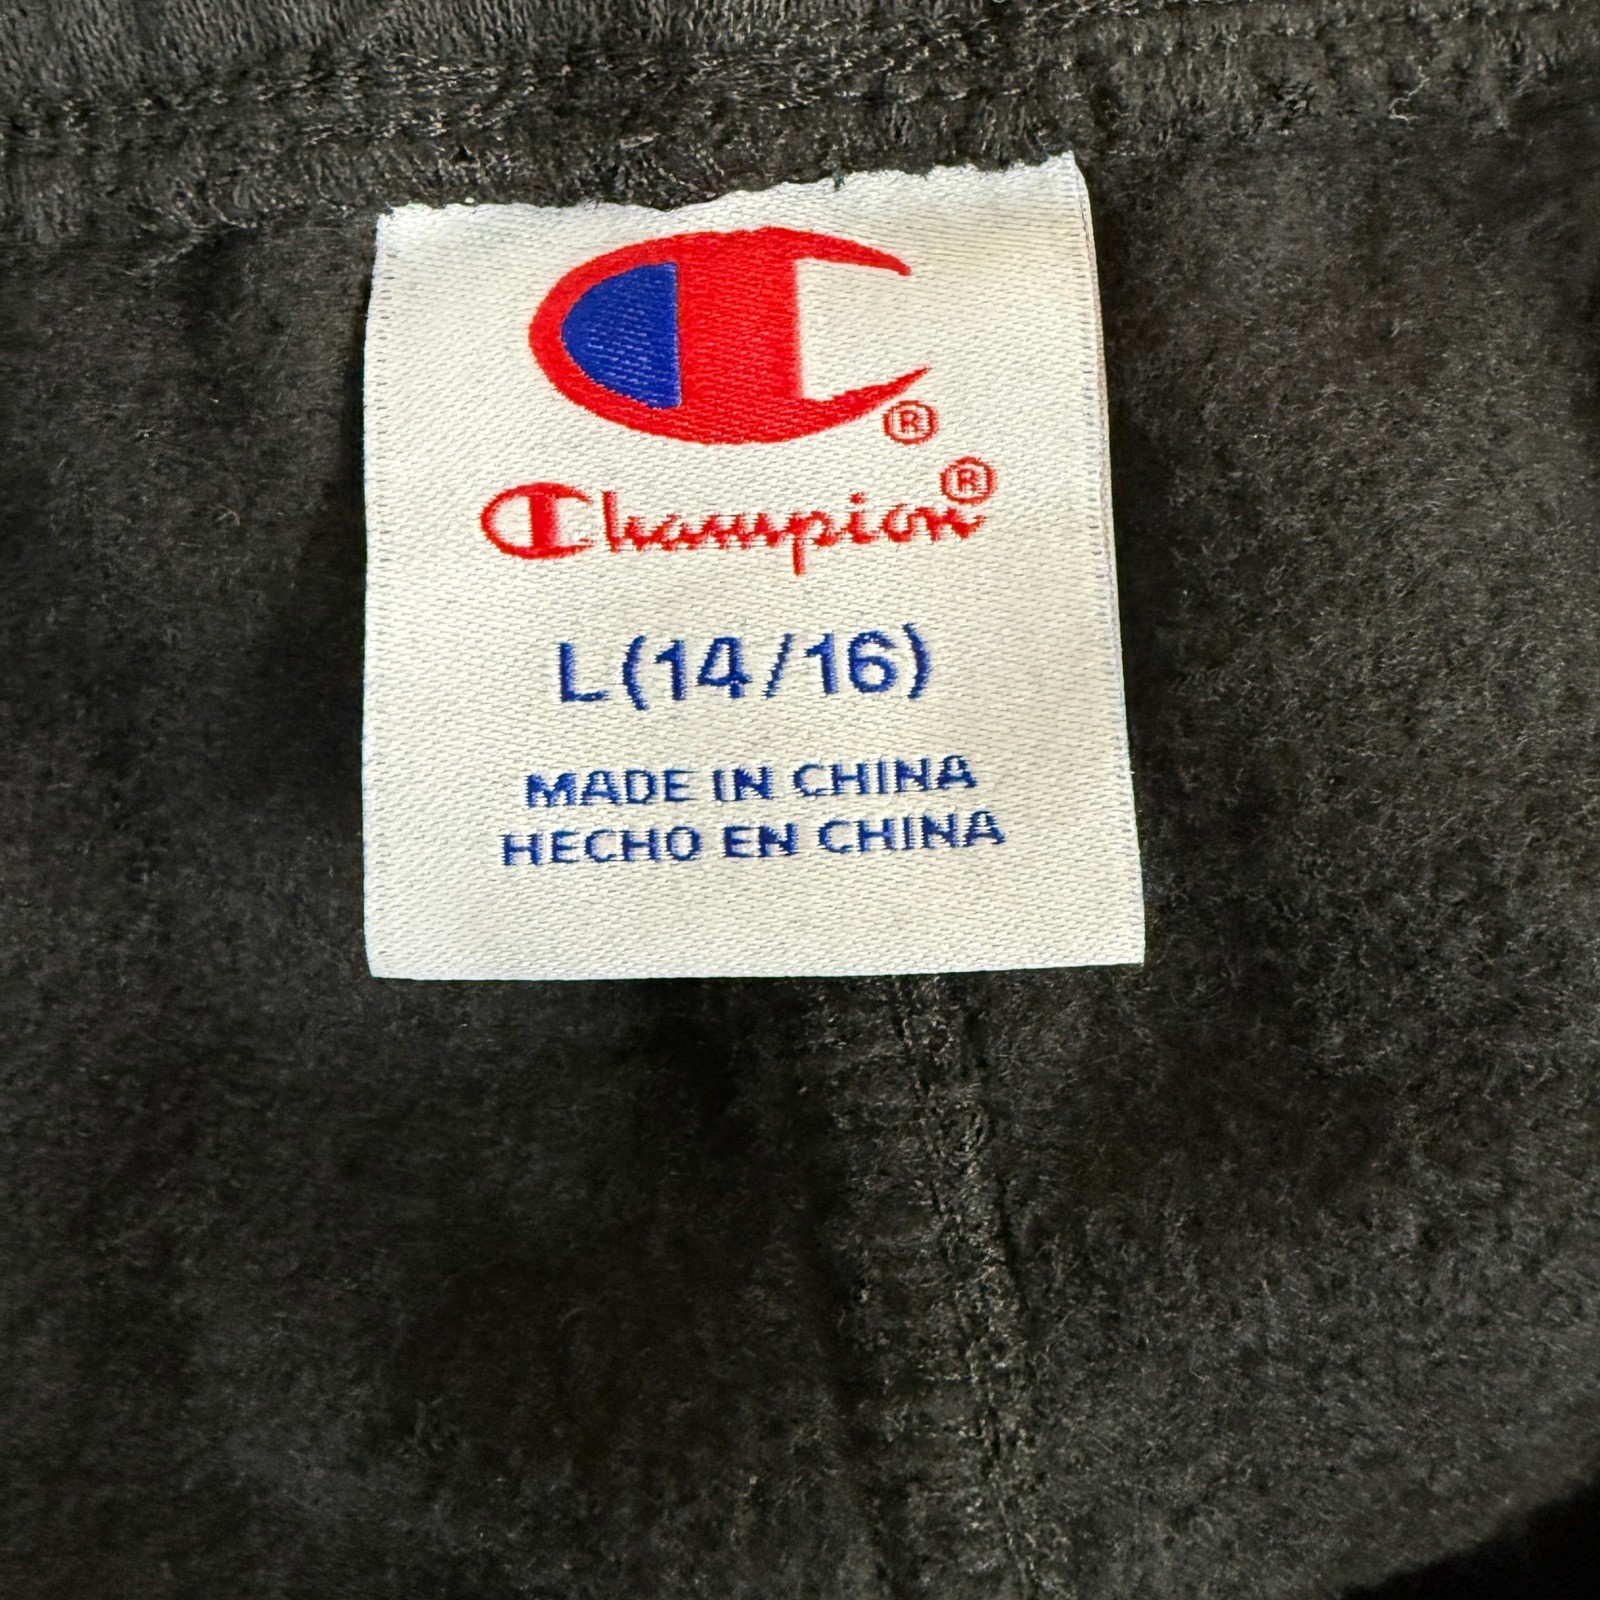 ®
Champion®
L(14/16)
MADE IN CHINA
HECHO EN CHINA